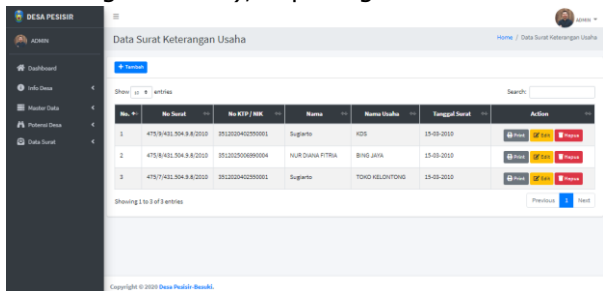 DESA PESISIR
ADMIN
ADMIN
Data Surat Keterangan Usaha
Home / Data Surat Keterangan Usaha
Dashboard
Info Desa
Master Data
Potensi Desa
Data Surat
+ Tambah
Show entries
Search:
No. No Surat No KTP / NIK Nama Nama Usaha Tanggal Surat Action
1 475/9/431.504.9.8/2010 3512020402550001 Sugiarto KDS 15-03-2010 Print Edit Hapus
2 475/8/431.504.9.8/2010 3512025006990004 NUR DIANA FITRIA BING JAYA 15-03-2010 Print Edit Hapus
3 475/7/431.504.9.8/2010 3512020402550001 Sugiarto TOKO KELONTONG 15-03-2010 Print Edit Hapus
Showing 1 to 3 of 3 entries
Previous 1 Next
Copyright © 2020 Desa Pesisir-Besuki.